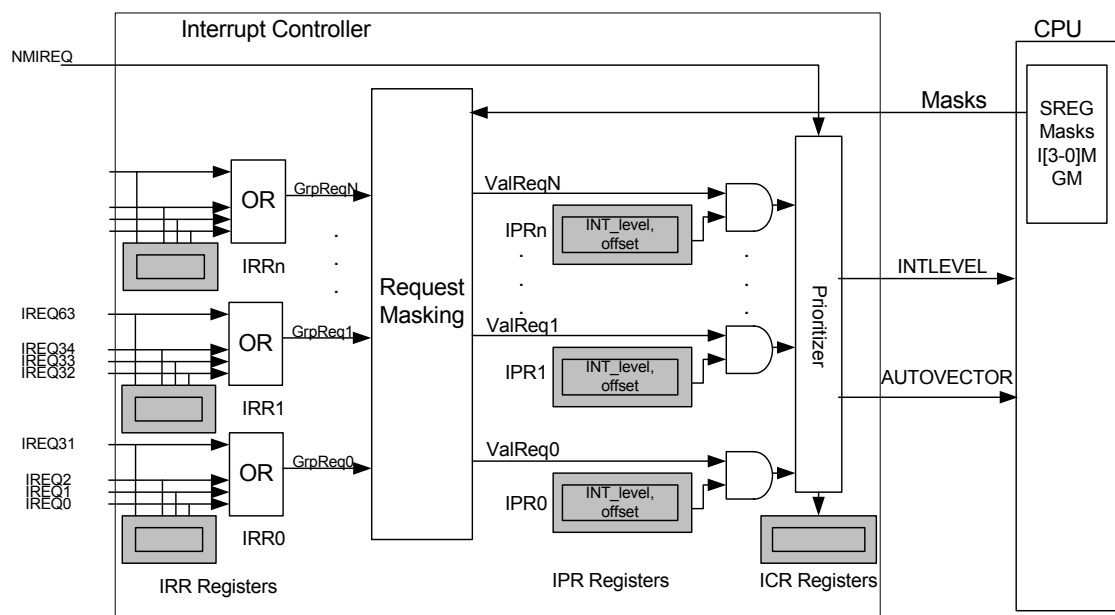 Interrupt Controller
CPU
NMIREQ
Masks
SREG
Masks
I[3-0]M
GM
OR
GrpReqN
ValReqN
IRRn
IPRn
INT_level,
offset
Request
Masking
Prioritizer
INTLEVEL
IREQ63
IREQ34
IREQ33
IREQ32
OR
GrpReq1
ValReq1
IRR1
IPR1
INT_level,
offset
AUTOVECTOR
IREQ31
IREQ2
IREQ1
IREQ0
OR
GrpReq0
ValReq0
IRR0
IPR0
INT_level,
offset
IRR Registers
IPR Registers
ICR Registers